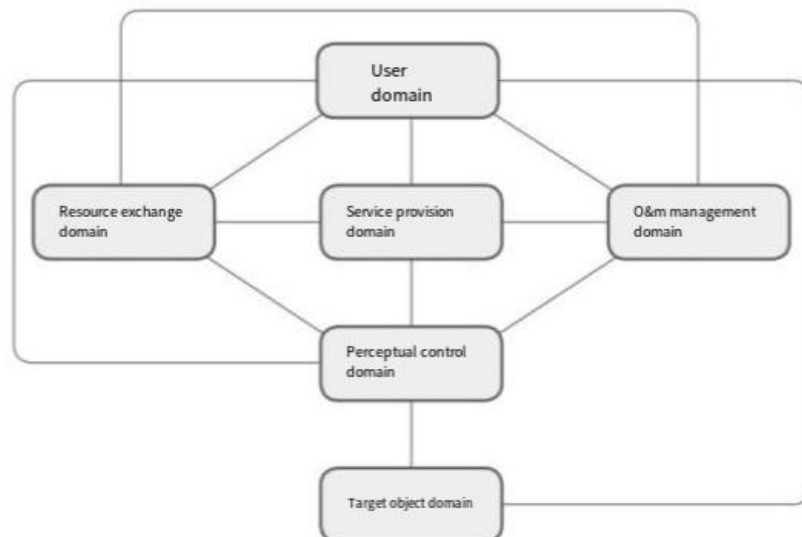 User
domain
Resource exchange
domain
Service provision
domain
O&m management
domain
Perceptual control
domain
Target object domain